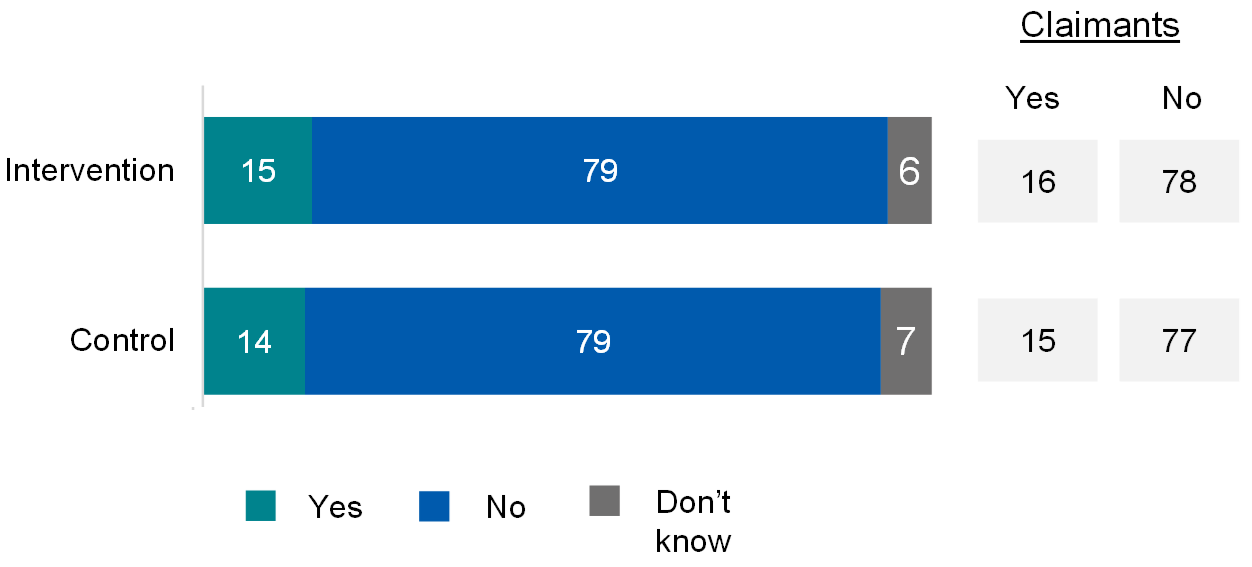 Claimants
Yes No
Intervention 15 79 6 16 78
Control 14 79 7 15 77
Yes No Don't
know